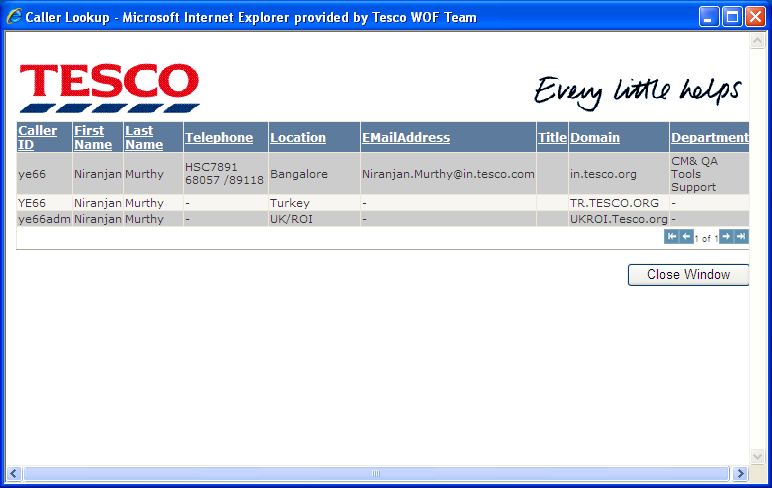 Caller Lookup - Microsoft Internet Explorer provided by Tesco WOF Team
TESCO
Every little helps
Caller ID First Name Last Name Telephone Location EMailAddress Title Domain Department
ye66 Niranjan Murthy HSC7891 68057 /89118 Bangalore Niranjan.Murthy@in.tesco.com in.tesco.org CM& QA Tools Support
YE66 Niranjan Murthy - Turkey - TR.TESCO.ORG -
ye66adm Niranjan Murthy - UK/ROI - UKROI.Tesco.org -
1 of 1
Close Window